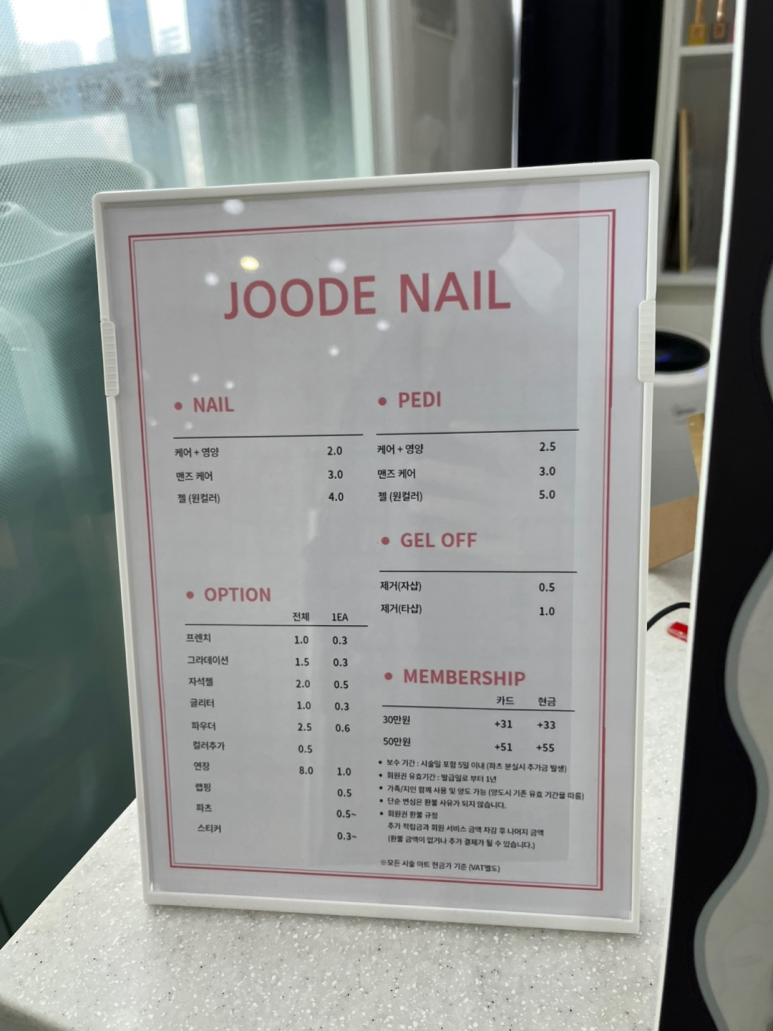 JOODE NAIL
• NAIL
케어 + 영양 2.0
맨즈 케어 3.0
젤 (원컬러) 4.0
• PEDI
케어 + 영양 2.5
맨즈 케어 3.0
젤 (원컬러) 5.0
• GEL OFF
제거(자샵) 0.5
제거(타샵) 1.0
• OPTION
전체 1EA
프렌치 1.0 0.3
그라데이션 1.5 0.3
자석젤 2.0 0.5
글리터 1.0 0.3
파우더 2.5 0.6
컬러추가 0.5
연장 8.0 1.0
랩핑 0.5
파츠 0.5~
스티커 0.3~
• MEMBERSHIP
카드 현금
30만원 +31 +33
50만원 +51 +55
• 보수 기간 : 시술일 포함 5일 이내 (파츠 분실시 추가금 발생)
• 회원권 유효기간 : 발급일로 부터 1년
• 가족/지인 함께 사용 및 양도 가능 (양도시 기존 유효 기간을 따름)
• 단순 변심은 환불 사유가 되지 않습니다.
• 회원권 환불 규정
추가 적립금과 회원 서비스 금액 차감 후 나머지 금액
(환불 금액이 없거나 추가 결제가 될 수 있습니다.)
※모든 시술 아트 현금가 기준 (VAT별도)